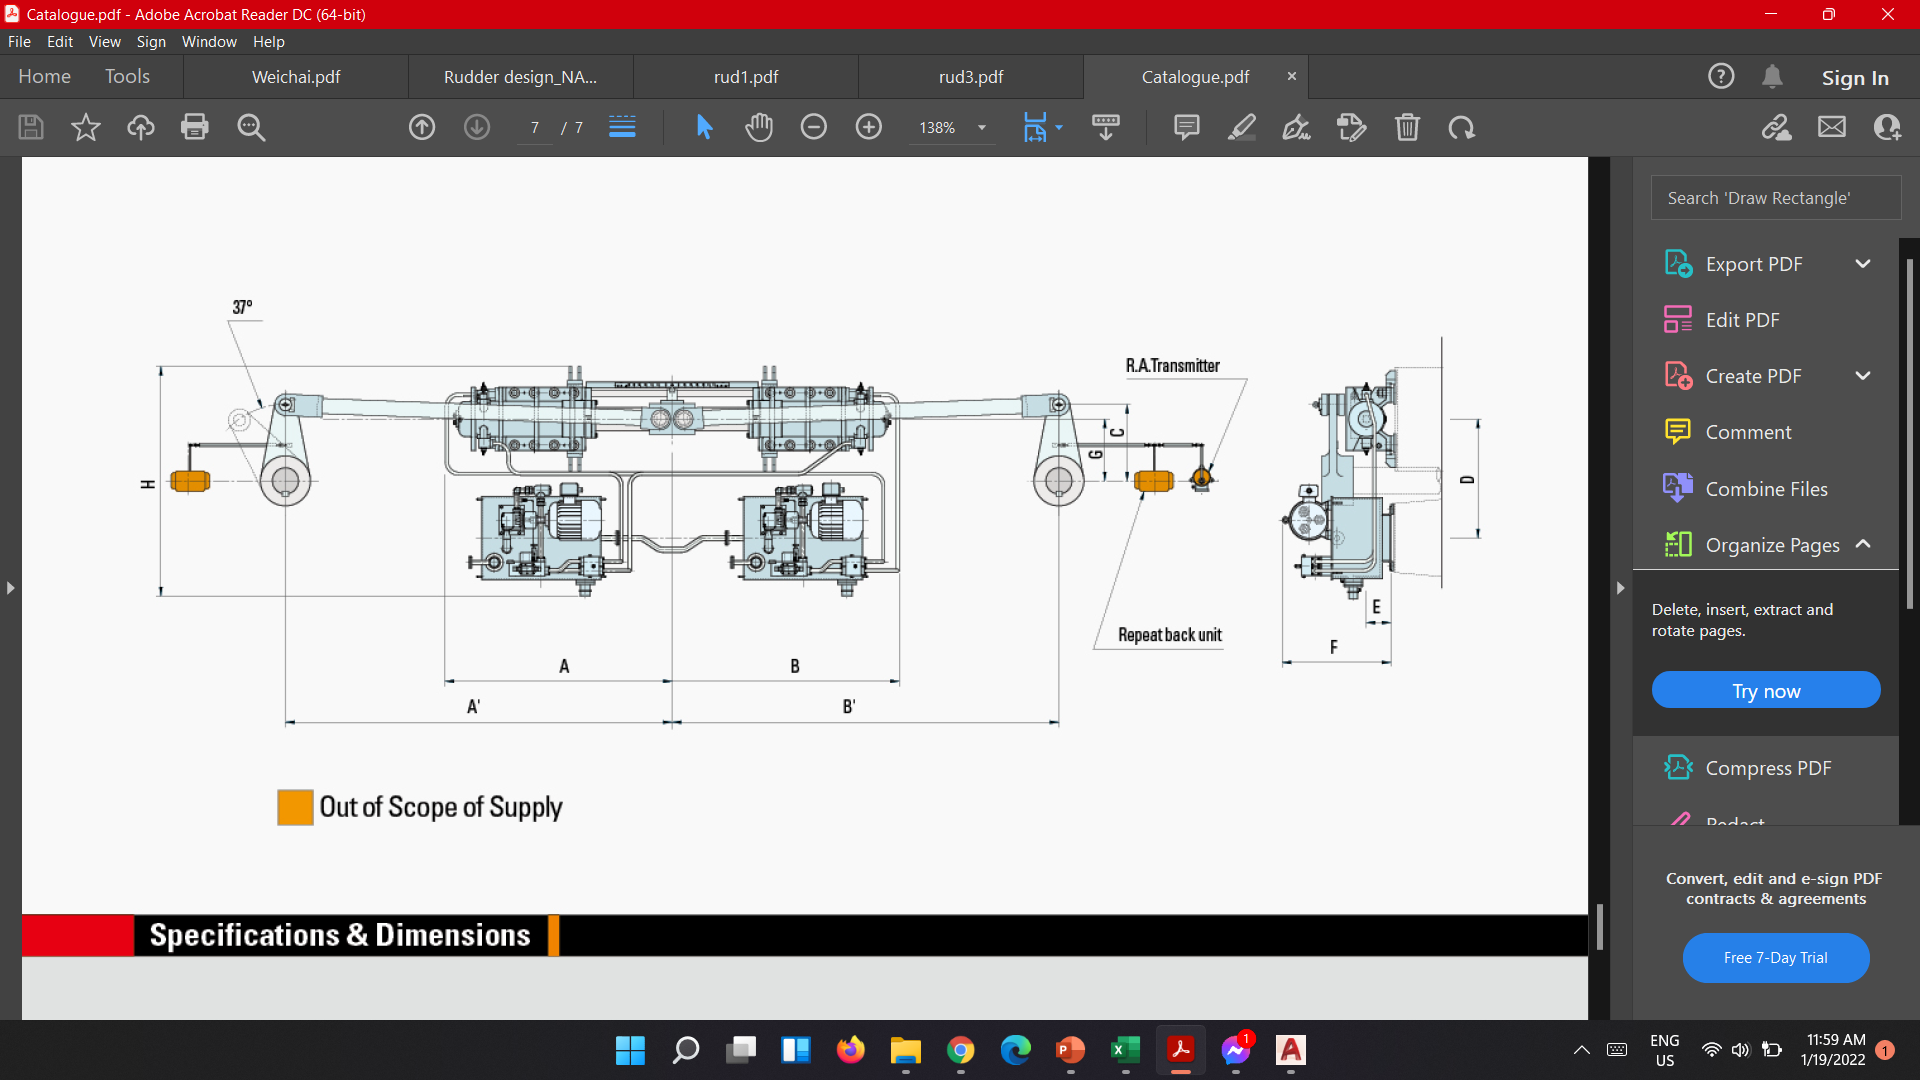 Catalogue.pdf - Adobe Acrobat Reader DC (64-bit)
File Edit View Sign Window Help
Home Tools Weichai.pdf Rudder design_NA... rud1.pdf rud3.pdf Catalogue.pdf Sign In
7 / 7 138%
37°
H
R.A.Transmitter
C
G
D
E
F
Repeat back unit
A B
A' B'
Out of Scope of Supply
Specifications & Dimensions
Search 'Draw Rectangle'
Export PDF
Edit PDF
Create PDF
Comment
Combine Files
Organize Pages
Delete, insert, extract and
rotate pages.
Try now
Compress PDF
Redact
Convert, edit and e-sign PDF
contracts & agreements
Free 7-Day Trial
1
ENG
US
11:59 AM
1/19/2022
1